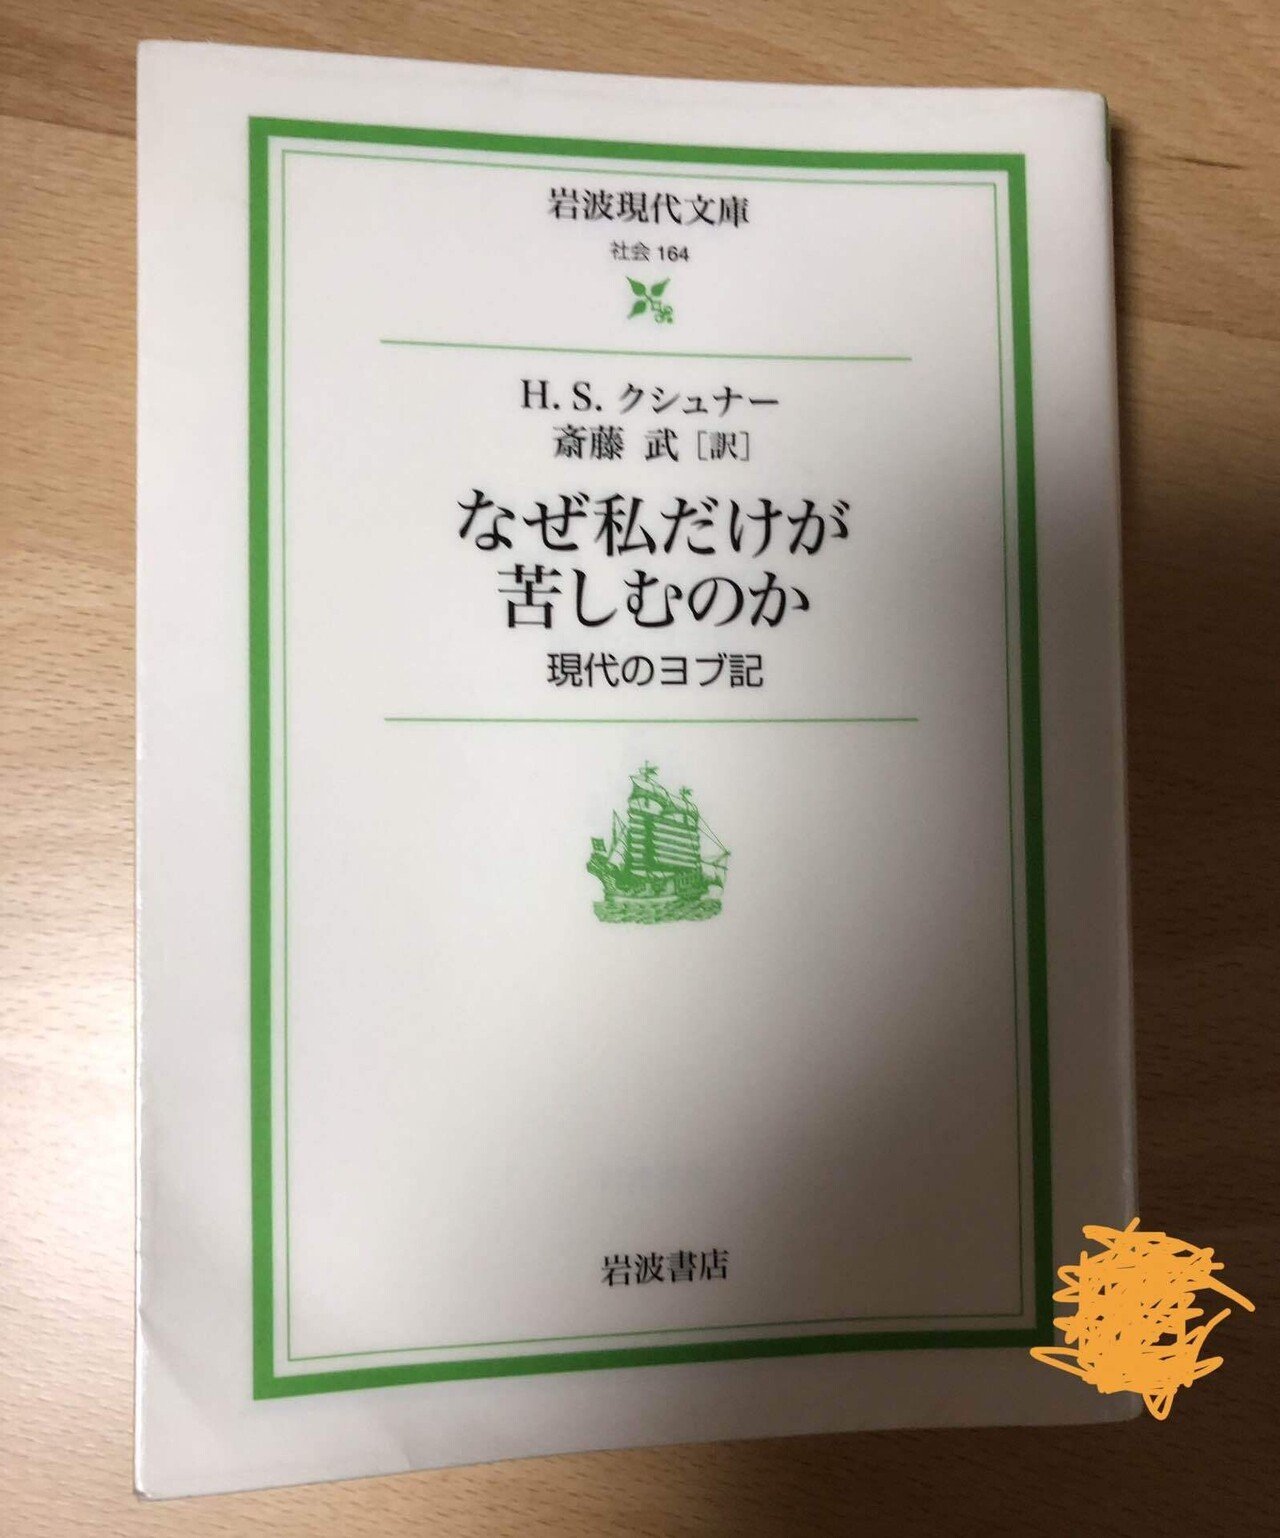 岩波現代文庫
社会 164
H. S. クシュナー
斎藤 武 [訳]
なぜ私だけが
苦しむのか
現代のヨブ記
岩波書店